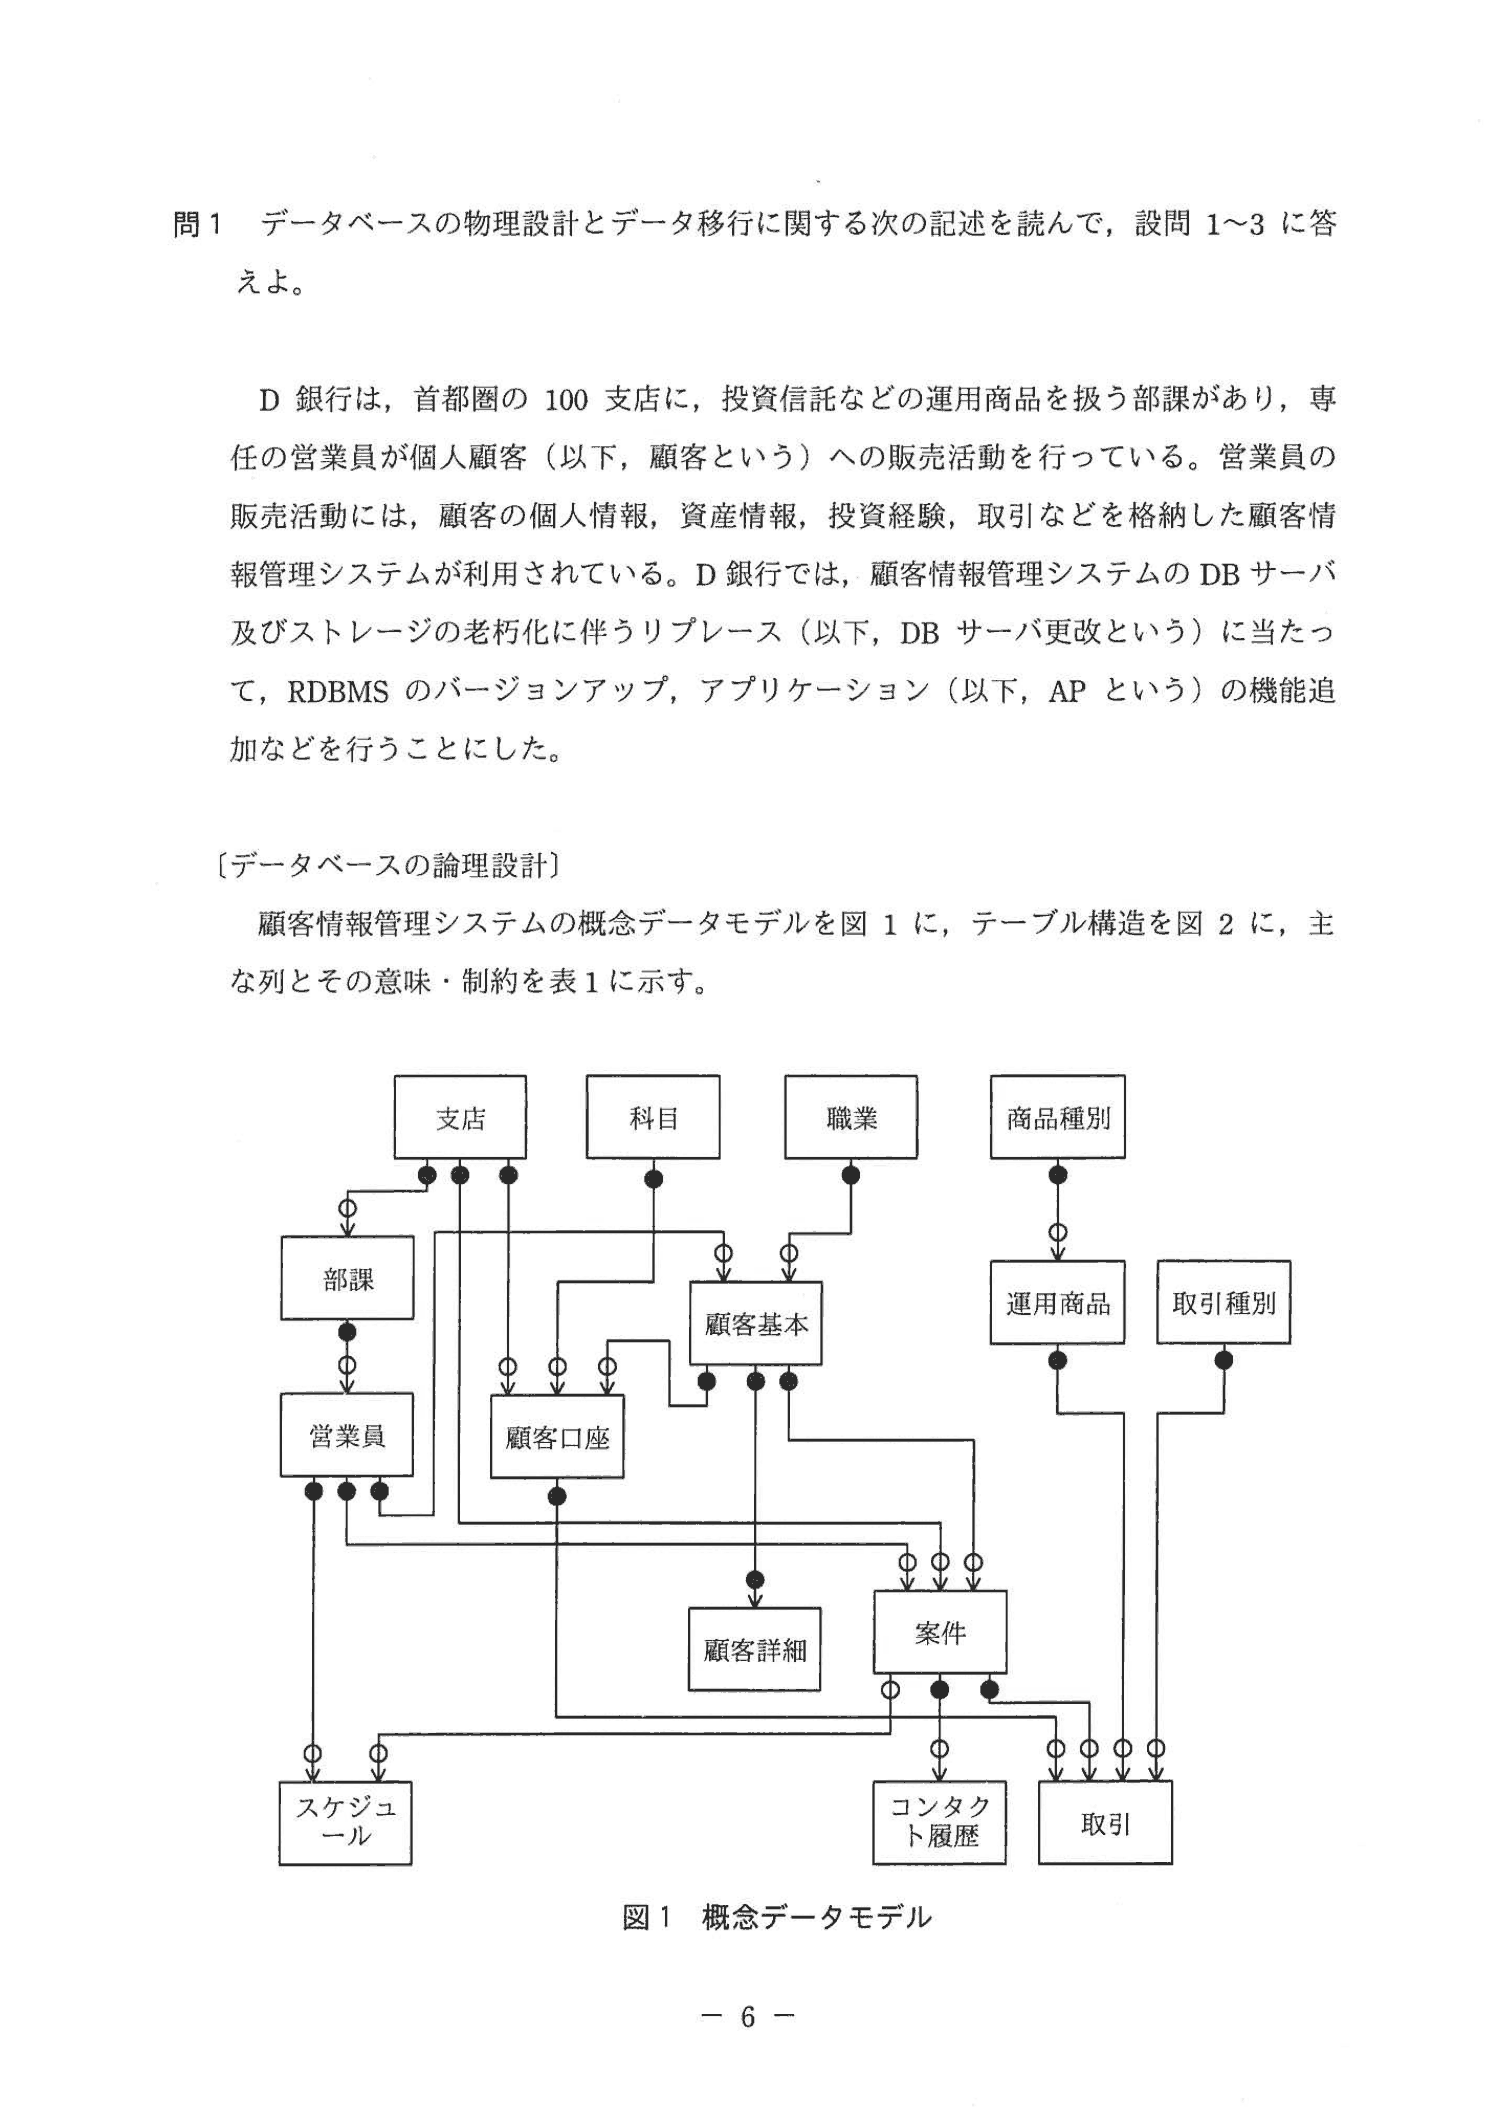 問1 データベースの物理設計とデータ移行に関する次の記述を読んで，設問 1～3 に答
えよ。
D 銀行は，首都圏の 100 支店に，投資信託などの運用商品を扱う部課があり，専
任の営業員が個人顧客（以下，顧客という）への販売活動を行っている。営業員の
販売活動には，顧客の個人情報，資産情報，投資経験，取引などを格納した顧客情
報管理システムが利用されている。D 銀行では，顧客情報管理システムの DB サーバ
及びストレージの老朽化に伴うリプレース（以下，DB サーバ更改という）に当たっ
て，RDBMS のバージョンアップ，アプリケーション（以下，AP という）の機能追
加などを行うことにした。
〔データベースの論理設計〕
顧客情報管理システムの概念データモデルを図 1 に，テーブル構造を図 2 に，主
な列とその意味・制約を表 1 に示す。
支店
科目
職業
商品種別
部課
顧客基本
運用商品
取引種別
営業員
顧客口座
案件
顧客詳細
スケジュ
ール
コンタク
ト履歴
取引
図 1 概念データモデル
－ 6 －